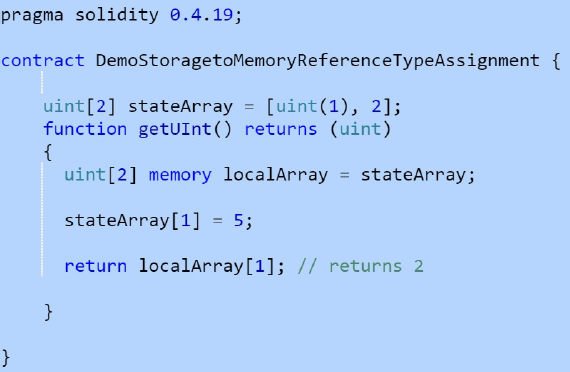 pragma solidity 0.4.19;
contract DemoStoragetoMemoryReferenceTypeAssignment {
uint[2] stateArray = [uint(1), 2];
function getUInt() returns (uint)
{
uint[2] memory localArray = stateArray;
stateArray[1] = 5;
return localArray[1]; // returns 2
}
}